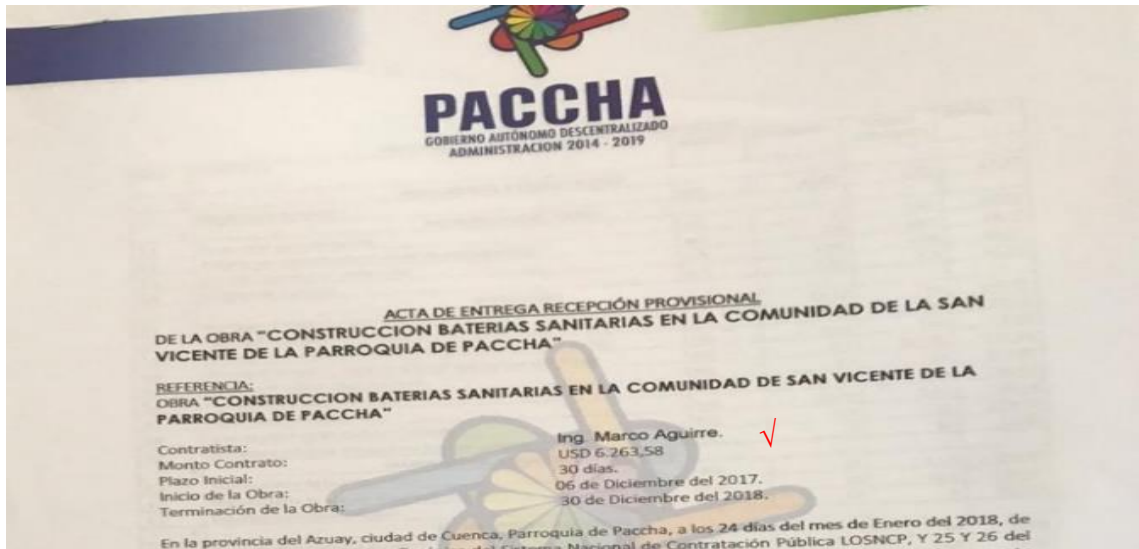 PACCHA
GOBIERNO AUTÓNOMO DESCENTRALIZADO
ADMINISTRACION 2014 - 2019
ACTA DE ENTREGA RECEPCIÓN PROVISIONAL
DE LA OBRA "CONSTRUCCION BATERIAS SANITARIAS EN LA COMUNIDAD DE LA SAN
VICENTE DE LA PARROQUIA DE PACCHA"
REFERENCIA:
OBRA "CONSTRUCCION BATERIAS SANITARIAS EN LA COMUNIDAD DE SAN VICENTE DE LA
PARROQUIA DE PACCHA"
Contratista: Ing. Marco Aguirre. √
Monto Contrato: USD 6.263,58
Plazo Inicial: 30 días.
Inicio de la Obra: 06 de Diciembre del 2017.
Terminación de la Obra: 30 de Diciembre del 2018.
En la provincia del Azuay, ciudad de Cuenca, Parroquia de Paccha, a los 24 días del mes de Enero del 2018, de
del Sistema Nacional de Contratación Pública LOSNCP, Y 25 Y 26 del